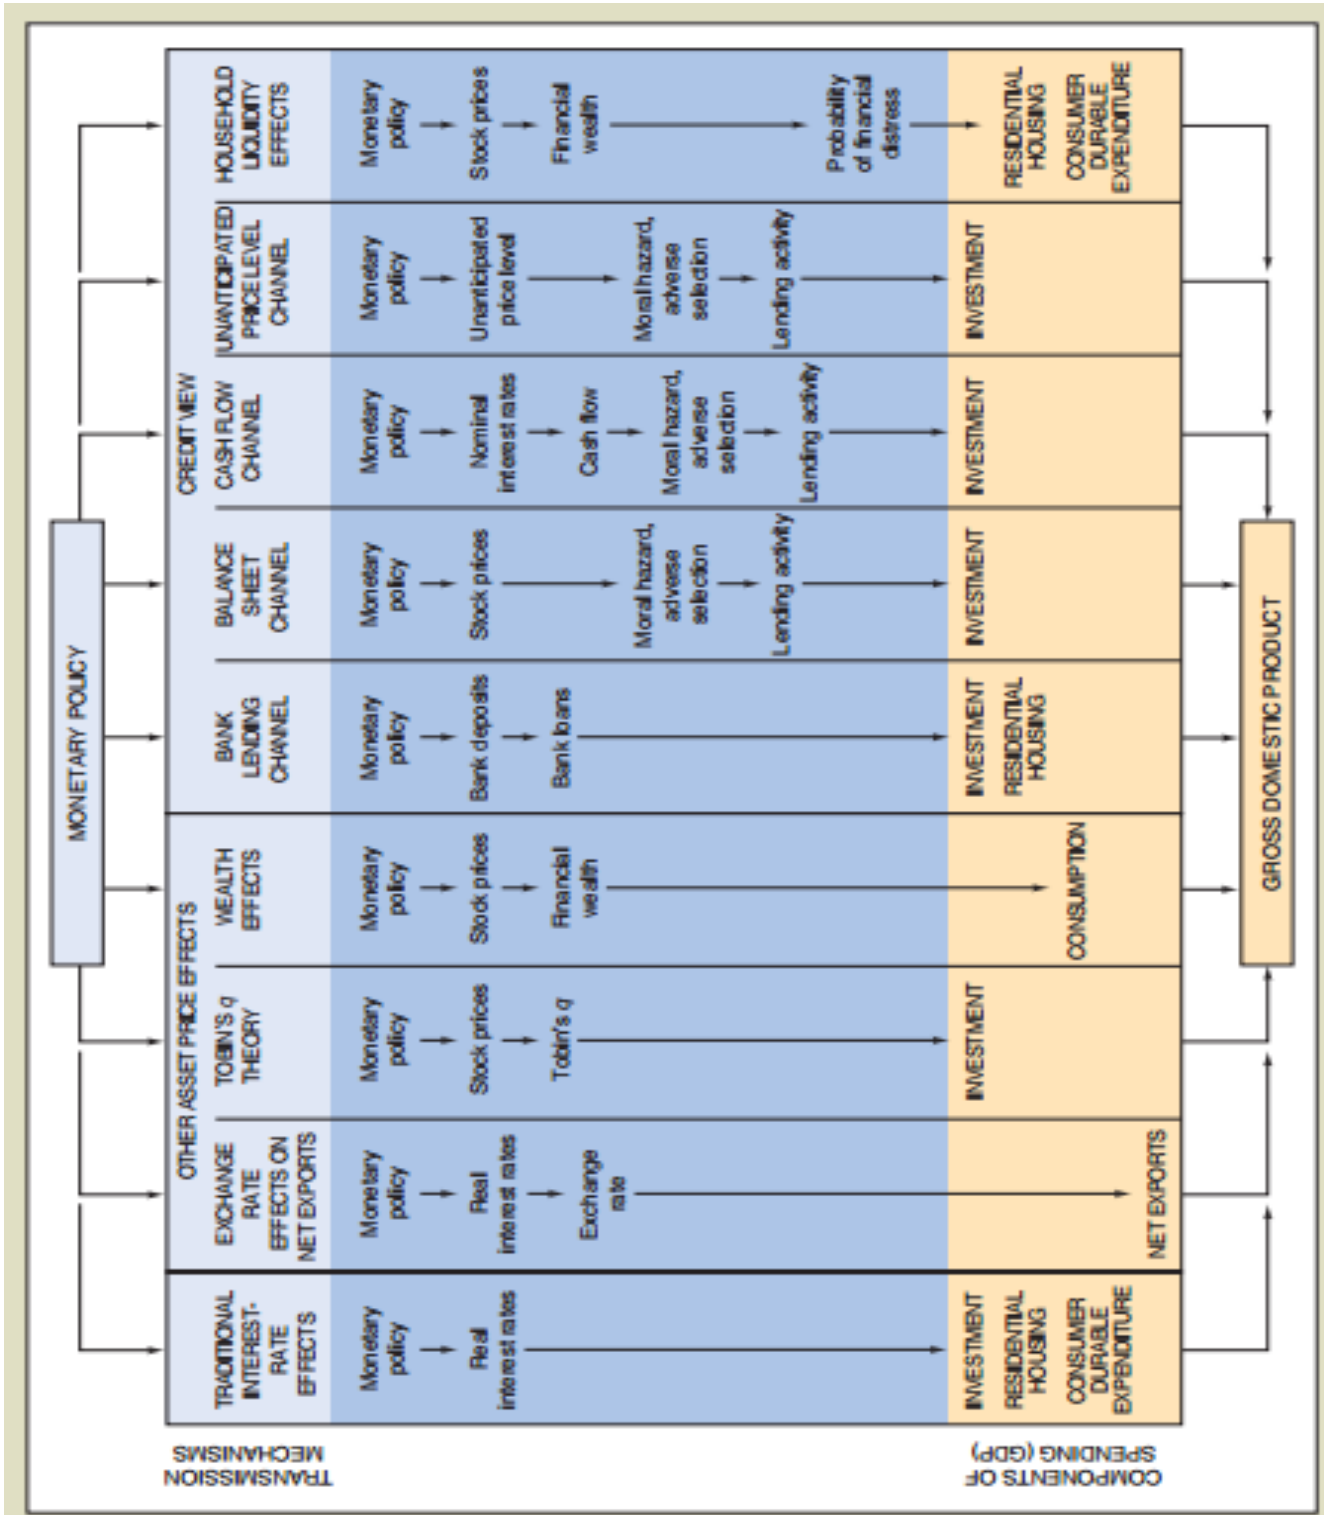 MONETARY POLICY
TRANSMISSION
MECHANISMS
OTHER ASSET PRICE EFFECTS
CREDIT VIEW
TRADITIONAL
INTEREST-
RATE
EFFECTS
EXCHANGE
RATE
EFFECTS ON
NET EXPORTS
TOBIN'S q
THEORY
WEALTH
EFFECTS
BANK
LENDING
CHANNEL
BALANCE
SHEET
CHANNEL
CASH FLOW
CHANNEL
UNANTICIPATED
PRICE LEVEL
CHANNEL
HOUSEHOLD
LIQUIDITY
EFFECTS
Monetary
policy
Real
interest rates
Monetary
policy
Real
interest rates
Exchange
rate
Monetary
policy
Stock prices
Tobin's q
Monetary
policy
Stock prices
Financial
wealth
Monetary
policy
Bank deposits
Bank loans
Monetary
policy
Stock prices
Moral hazard,
adverse
selection
Lending activity
Monetary
policy
Nominal
interest rates
Cash flow
Moral hazard,
adverse
selection
Lending activity
Monetary
policy
Unanticipated
price level
Moral hazard,
adverse
selection
Lending activity
Monetary
policy
Stock prices
Financial
wealth
Probability
of financial
distress
COMPONENTS OF
SPENDING (GDP)
INVESTMENT
RESIDENTIAL
HOUSING
CONSUMER
DURABLE
EXPENDITURE
NET EXPORTS
INVESTMENT
CONSUMPTION
INVESTMENT
RESIDENTIAL
HOUSING
INVESTMENT
INVESTMENT
INVESTMENT
RESIDENTIAL
HOUSING
CONSUMER
DURABLE
EXPENDITURE
GROSS DOMESTIC PRODUCT